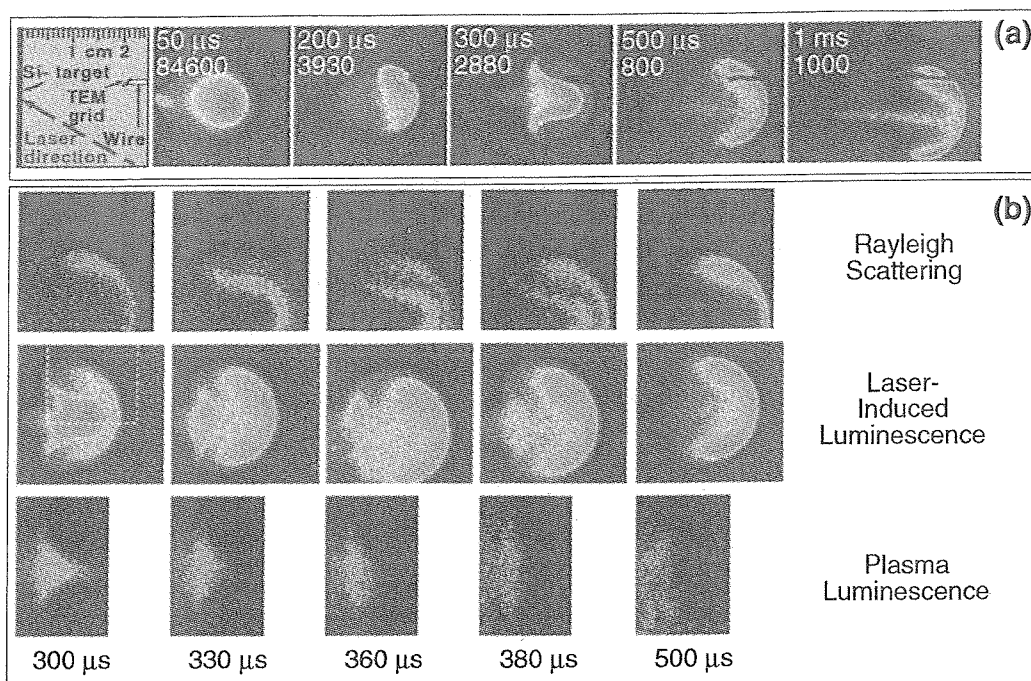 (a)
1 cm 2
Si- target
TEM
grid
Laser Wire
direction
50 µs
84600
200 µs
3930
300 µs
2880
500 µs
800
1 ms
1000
(b)
Rayleigh
Scattering
Laser-
Induced
Luminescence
Plasma
Luminescence
300 µs
330 µs
360 µs
380 µs
500 µs